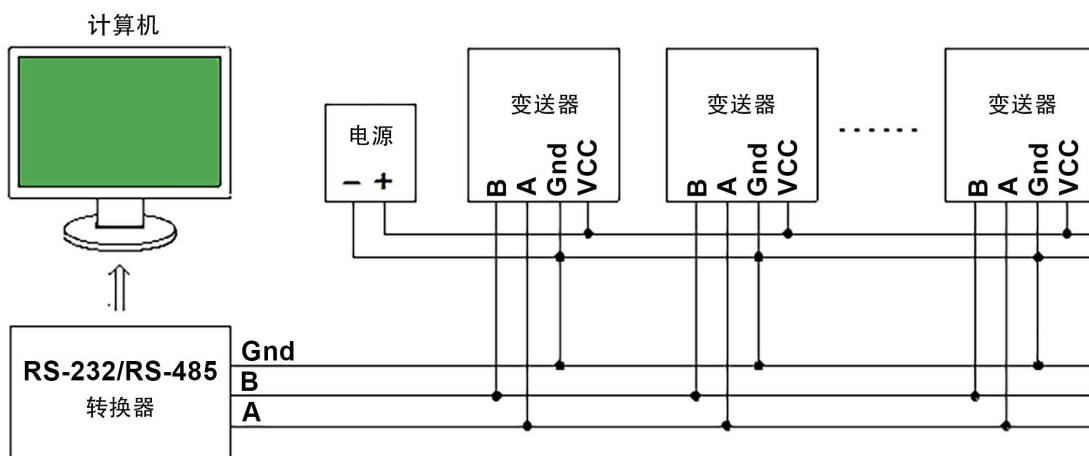 计算机
电源
− +
变送器
B A Gnd VCC
变送器
B A Gnd VCC
······
变送器
B A Gnd VCC
RS-232/RS-485
转换器
Gnd
B
A